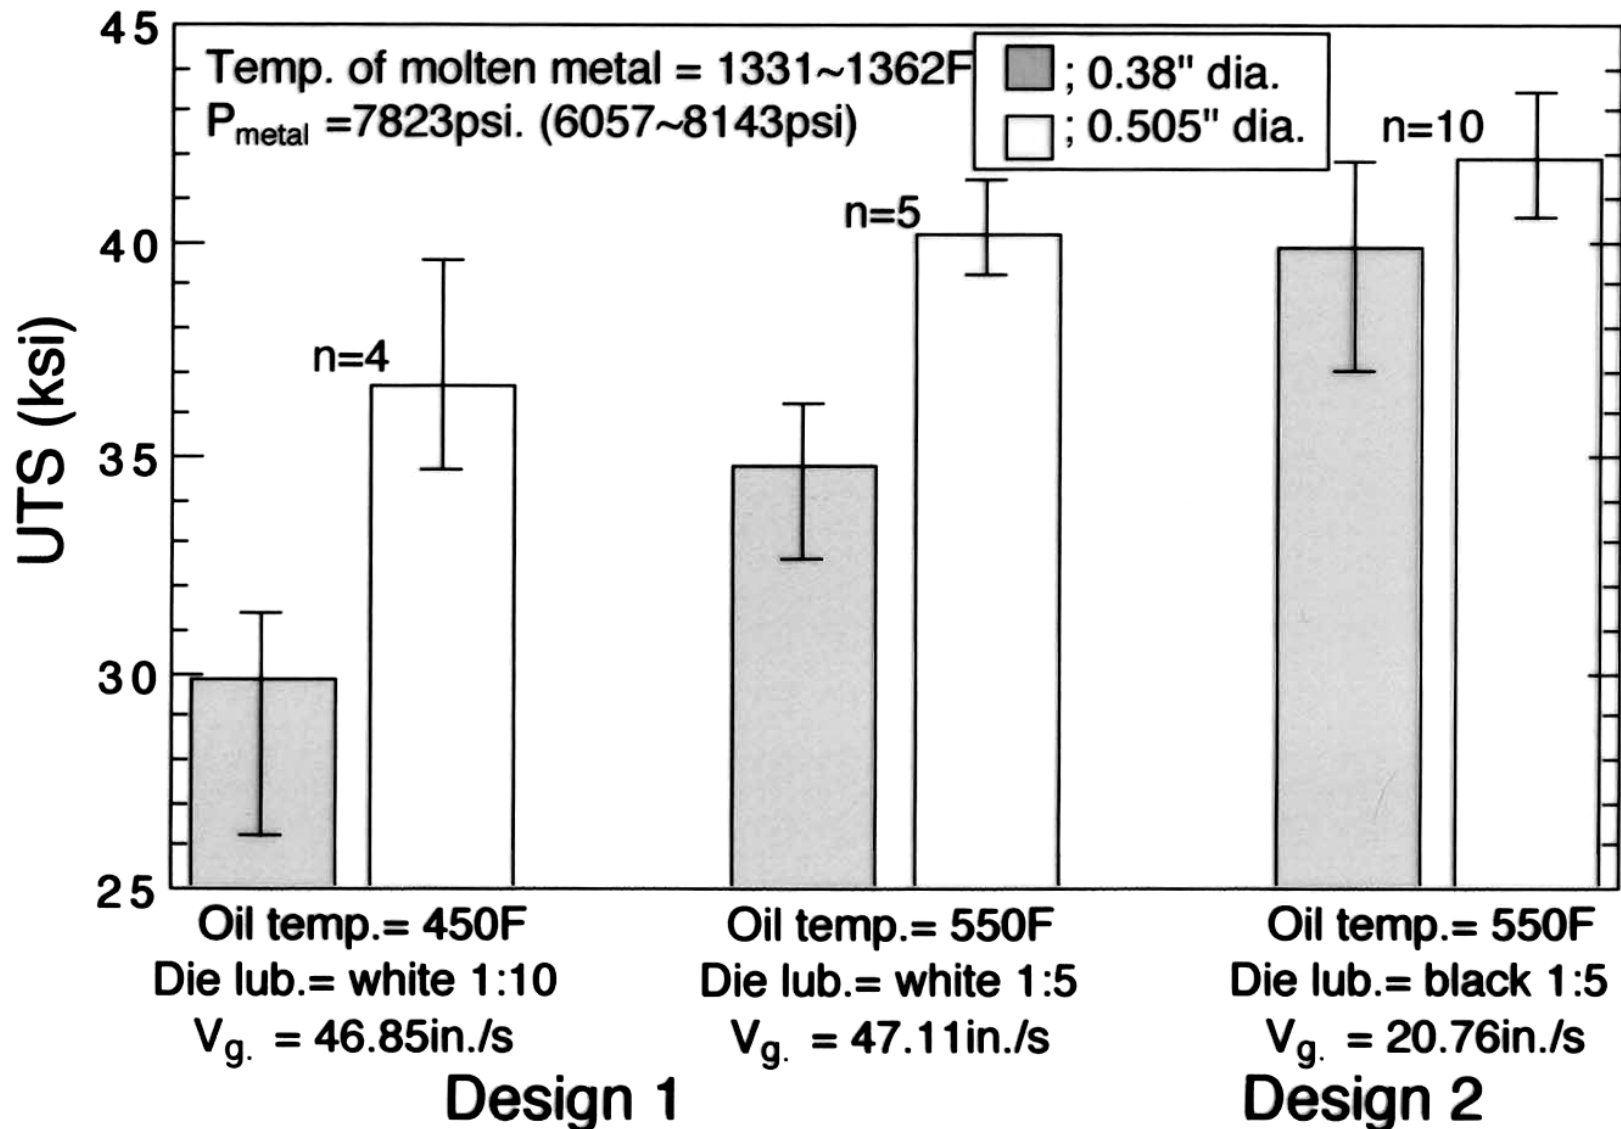 45
40
35
30
25
UTS (ksi)
Temp. of molten metal = 1331~1362F
Pmetal =7823psi. (6057~8143psi)
; 0.38" dia.
; 0.505" dia.
n=4
n=5
n=10
Oil temp.= 450F
Die lub.= white 1:10
Vg. = 46.85in./s
Oil temp.= 550F
Die lub.= white 1:5
Vg. = 47.11in./s
Oil temp.= 550F
Die lub.= black 1:5
Vg. = 20.76in./s
Design 1
Design 2